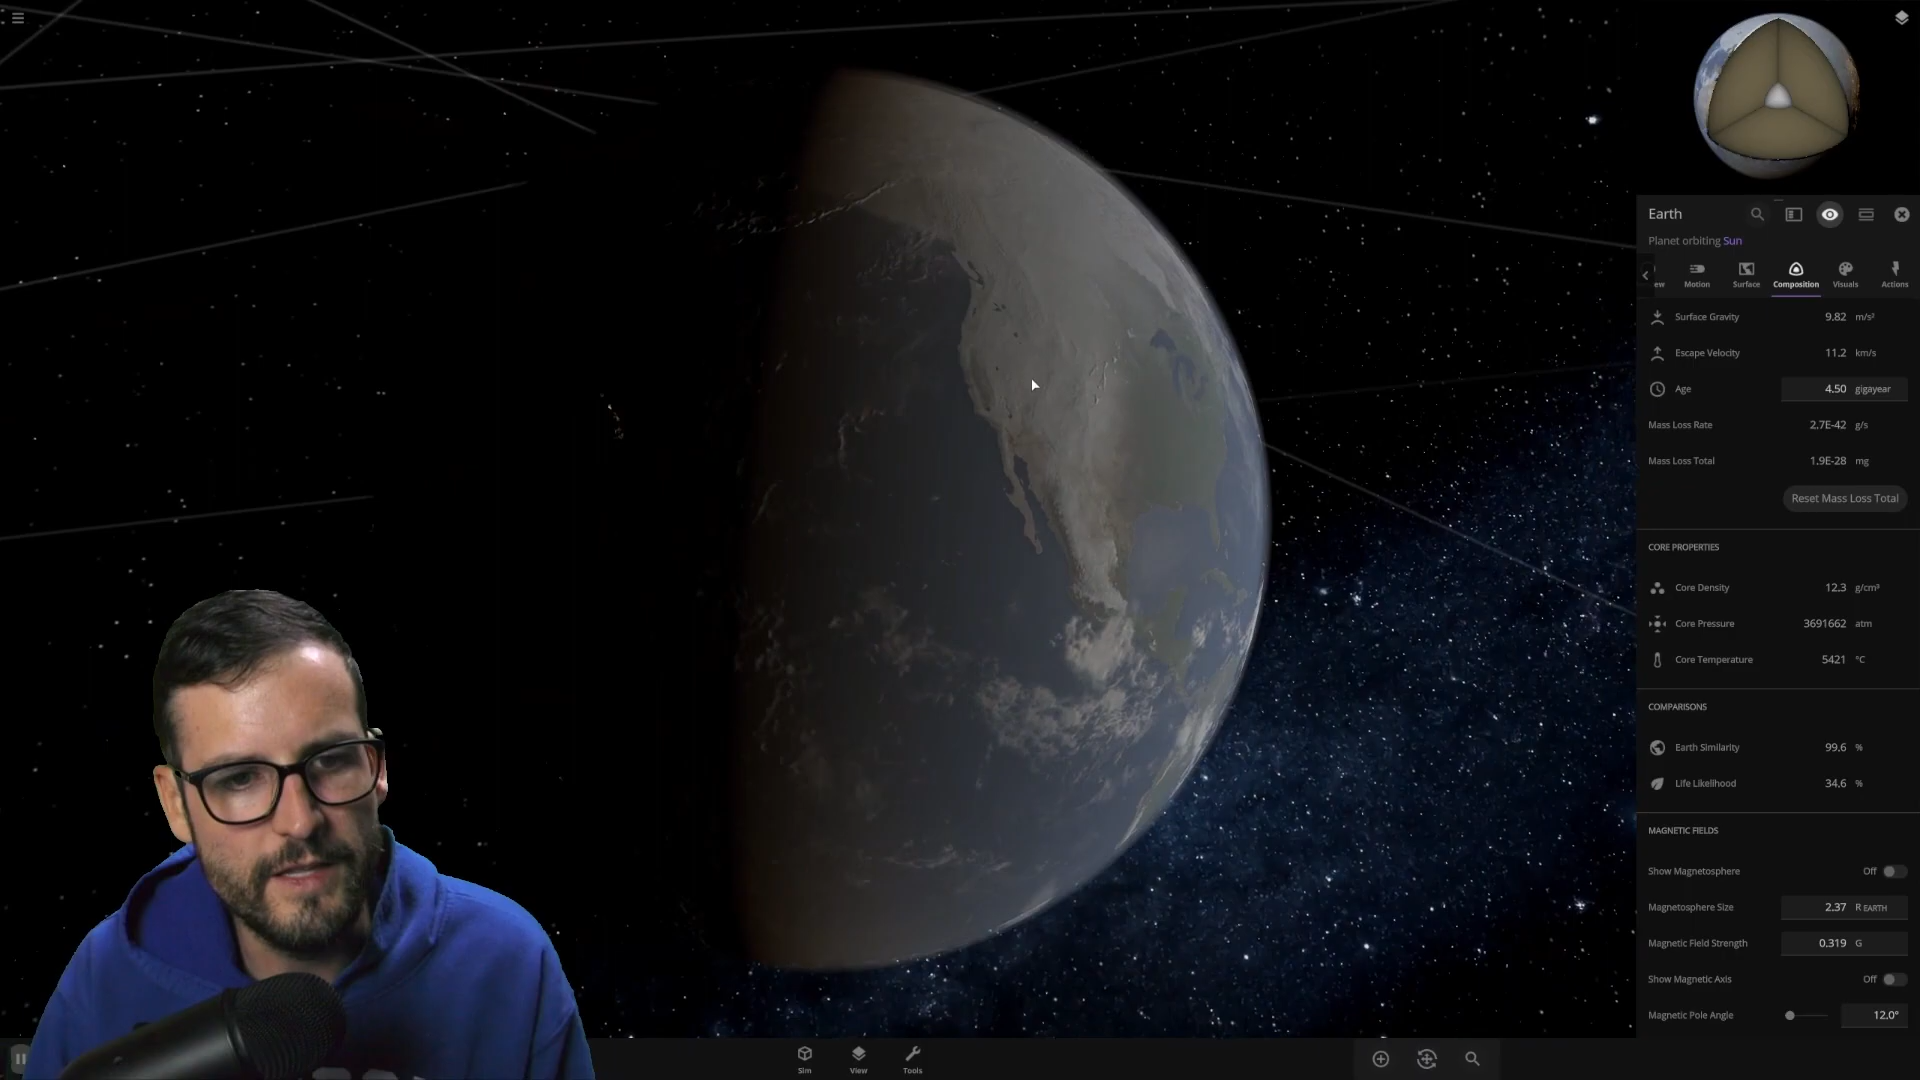 Earth
Planet orbiting Sun
ew Motion Surface Composition Visuals Actions
Surface Gravity 9.82 m/s²
Escape Velocity 11.2 km/s
Age 4.50 gigayear
Mass Loss Rate 2.7E-42 g/s
Mass Loss Total 1.9E-28 mg
Reset Mass Loss Total
CORE PROPERTIES
Core Density 12.3 g/cm³
Core Pressure 3691662 atm
Core Temperature 5421 °C
COMPARISONS
Earth Similarity 99.6 %
Life Likelihood 34.6 %
MAGNETIC FIELDS
Show Magnetosphere Off
Magnetosphere Size 2.37 R EARTH
Magnetic Field Strength 0.319 G
Show Magnetic Axis Off
Magnetic Pole Angle 12.0°
Sim View Tools